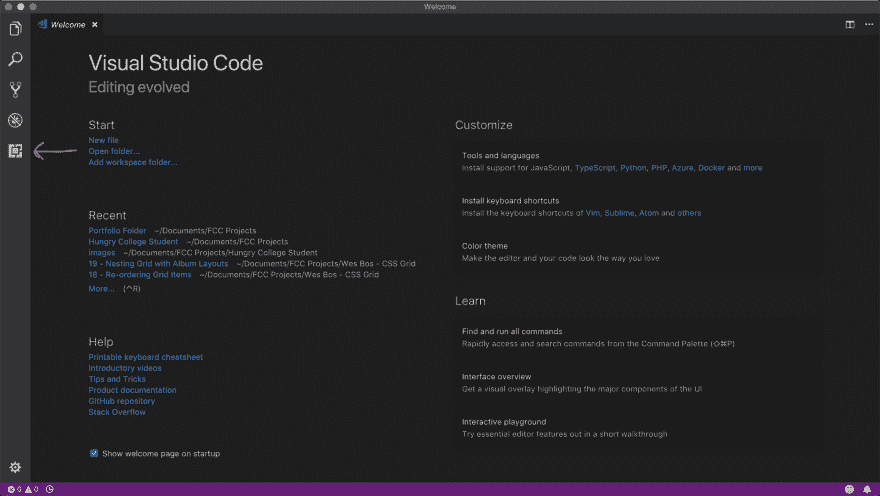 Welcome
Welcome
Visual Studio Code
Editing evolved
Start
New file
Open folder...
Add workspace folder...
Recent
Portfolio Folder ~/Documents/FCC Projects
Hungry College Student ~/Documents/FCC Projects
images ~/Documents/FCC Projects/Hungry College Student
19 - Nesting Grid with Album Layouts ~/Documents/FCC Projects/Wes Bos - CSS Grid
18 - Re-ordering Grid Items ~/Documents/FCC Projects/Wes Bos - CSS Grid
More... (^R)
Help
Printable keyboard cheatsheet
Introductory videos
Tips and Tricks
Product documentation
GitHub repository
Stack Overflow
Show welcome page on startup
Customize
Tools and languages
Install support for JavaScript, TypeScript, Python, PHP, Azure, Docker and more
Install keyboard shortcuts
Install the keyboard shortcuts of Vim, Sublime, Atom and others
Color theme
Make the editor and your code look the way you love
Learn
Find and run all commands
Rapidly access and search commands from the Command Palette (⇧⌘P)
Interface overview
Get a visual overlay highlighting the major components of the UI
Interactive playground
Try essential editor features out in a short walkthrough
0 0